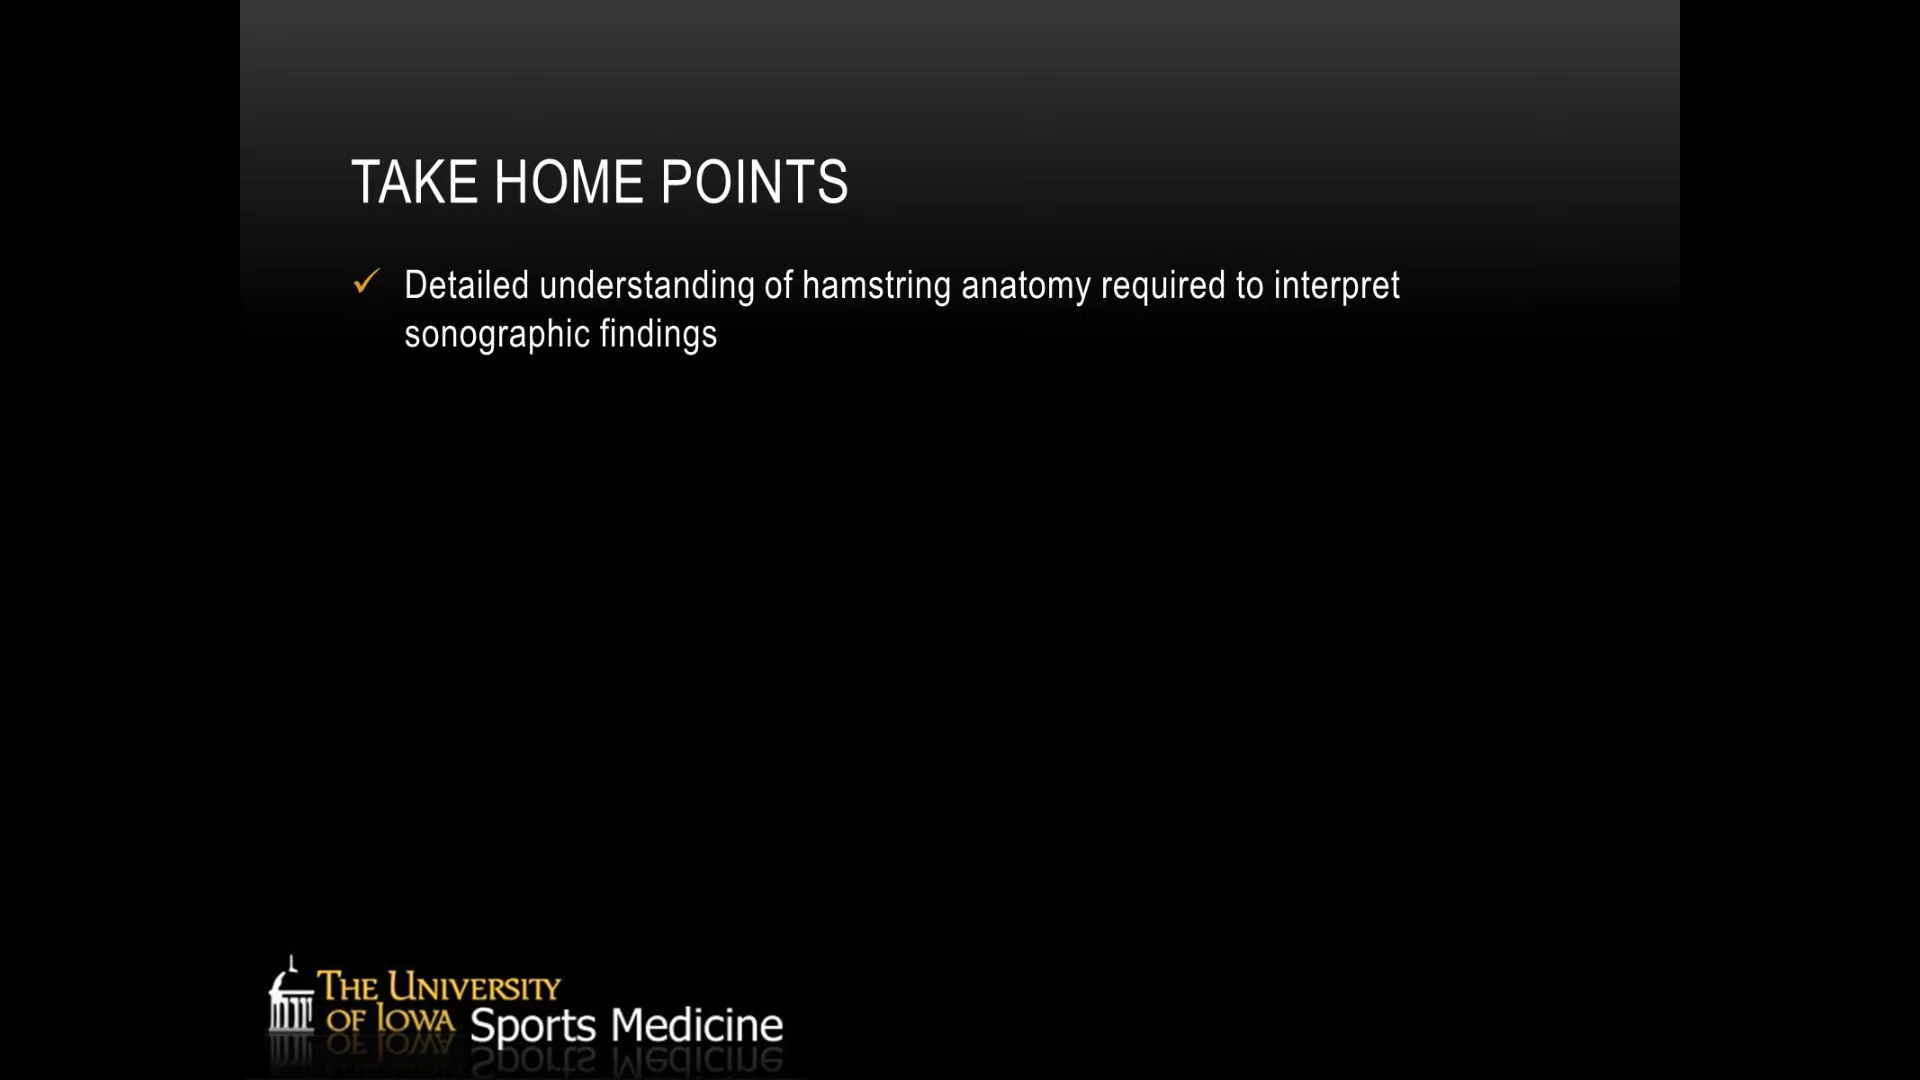 TAKE HOME POINTS
✓ Detailed understanding of hamstring anatomy required to interpret
sonographic findings
THE UNIVERSITY
OF IOWA Sports Medicine